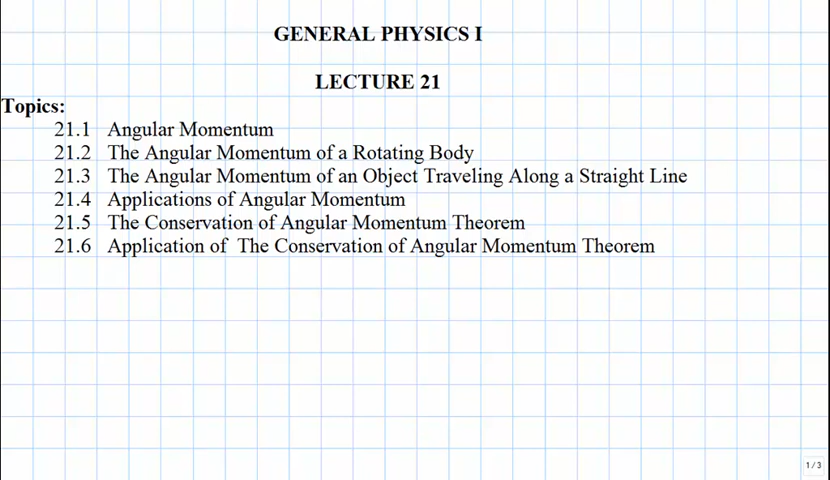 GENERAL PHYSICS I
LECTURE 21
Topics:
21.1 Angular Momentum
21.2 The Angular Momentum of a Rotating Body
21.3 The Angular Momentum of an Object Traveling Along a Straight Line
21.4 Applications of Angular Momentum
21.5 The Conservation of Angular Momentum Theorem
21.6 Application of The Conservation of Angular Momentum Theorem
1 / 3